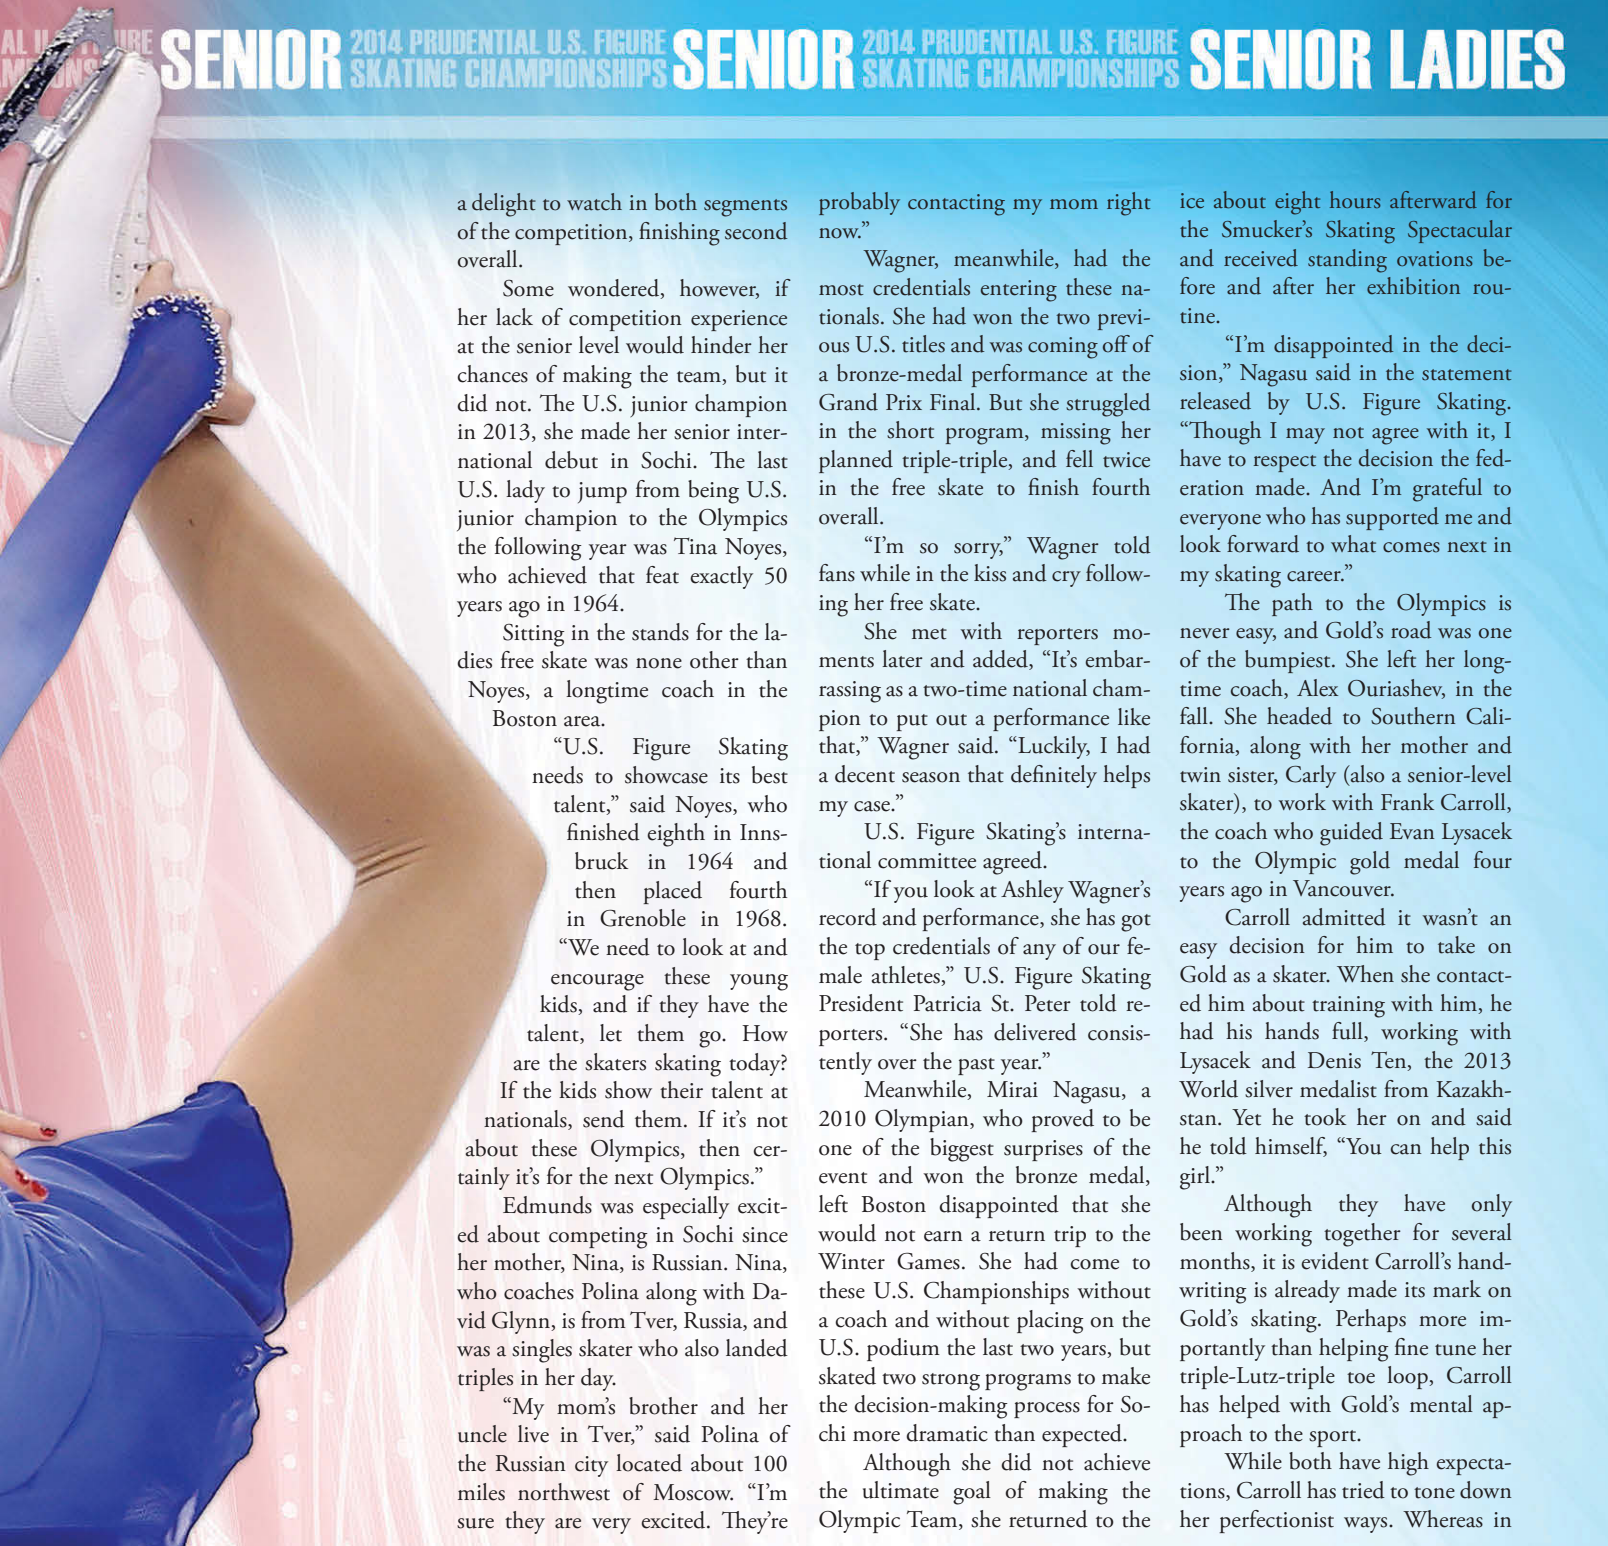 SENIOR 2014 PRUDENTIAL U.S. FIGURE SKATING CHAMPIONSHIPS SENIOR 2014 PRUDENTIAL U.S. FIGURE SKATING CHAMPIONSHIPS SENIOR LADIES
a delight to watch in both segments
of the competition, finishing second
overall.
Some wondered, however, if
her lack of competition experience
at the senior level would hinder her
chances of making the team, but it
did not. The U.S. junior champion
in 2013, she made her senior inter-
national debut in Sochi. The last
U.S. lady to jump from being U.S.
junior champion to the Olympics
the following year was Tina Noyes,
who achieved that feat exactly 50
years ago in 1964.
Sitting in the stands for the la-
dies free skate was none other than
Noyes, a longtime coach in the
Boston area.
“U.S. Figure Skating
needs to showcase its best
talent,” said Noyes, who
finished eighth in Inns-
bruck in 1964 and
then placed fourth
in Grenoble in 1968.
“We need to look at and
encourage these young
kids, and if they have the
talent, let them go. How
are the skaters skating today?
If the kids show their talent at
nationals, send them. If it’s not
about these Olympics, then cer-
tainly it’s for the next Olympics.”
Edmunds was especially excit-
ed about competing in Sochi since
her mother, Nina, is Russian. Nina,
who coaches Polina along with Da-
vid Glynn, is from Tver, Russia, and
was a singles skater who also landed
triples in her day.
“My mom’s brother and her
uncle live in Tver,” said Polina of
the Russian city located about 100
miles northwest of Moscow. “I’m
sure they are very excited. They’re
probably contacting my mom right
now.”
Wagner, meanwhile, had the
most credentials entering these na-
tionals. She had won the two previ-
ous U.S. titles and was coming off of
a bronze-medal performance at the
Grand Prix Final. But she struggled
in the short program, missing her
planned triple-triple, and fell twice
in the free skate to finish fourth
overall.
“I’m so sorry,” Wagner told
fans while in the kiss and cry follow-
ing her free skate.
She met with reporters mo-
ments later and added, “It’s embar-
rassing as a two-time national cham-
pion to put out a performance like
that,” Wagner said. “Luckily, I had
a decent season that definitely helps
my case.”
U.S. Figure Skating’s interna-
tional committee agreed.
“If you look at Ashley Wagner’s
record and performance, she has got
the top credentials of any of our fe-
male athletes,” U.S. Figure Skating
President Patricia St. Peter told re-
porters. “She has delivered consis-
tently over the past year.”
Meanwhile, Mirai Nagasu, a
2010 Olympian, who proved to be
one of the biggest surprises of the
event and won the bronze medal,
left Boston disappointed that she
would not earn a return trip to the
Winter Games. She had come to
these U.S. Championships without
a coach and without placing on the
U.S. podium the last two years, but
skated two strong programs to make
the decision-making process for So-
chi more dramatic than expected.
Although she did not achieve
the ultimate goal of making the
Olympic Team, she returned to the
ice about eight hours afterward for
the Smucker’s Skating Spectacular
and received standing ovations be-
fore and after her exhibition rou-
tine.
“I’m disappointed in the deci-
sion,” Nagasu said in the statement
released by U.S. Figure Skating.
“Though I may not agree with it, I
have to respect the decision the fed-
eration made. And I’m grateful to
everyone who has supported me and
look forward to what comes next in
my skating career.”
The path to the Olympics is
never easy, and Gold’s road was one
of the bumpiest. She left her long-
time coach, Alex Ouriashev, in the
fall. She headed to Southern Cali-
fornia, along with her mother and
twin sister, Carly (also a senior-level
skater), to work with Frank Carroll,
the coach who guided Evan Lysacek
to the Olympic gold medal four
years ago in Vancouver.
Carroll admitted it wasn’t an
easy decision for him to take on
Gold as a skater. When she contact-
ed him about training with him, he
had his hands full, working with
Lysacek and Denis Ten, the 2013
World silver medalist from Kazakh-
stan. Yet he took her on and said
he told himself, “You can help this
girl.”
Although they have only
been working together for several
months, it is evident Carroll’s hand-
writing is already made its mark on
Gold’s skating. Perhaps more im-
portantly than helping fine tune her
triple-Lutz-triple toe loop, Carroll
has helped with Gold’s mental ap-
proach to the sport.
While both have high expecta-
tions, Carroll has tried to tone down
her perfectionist ways. Whereas in